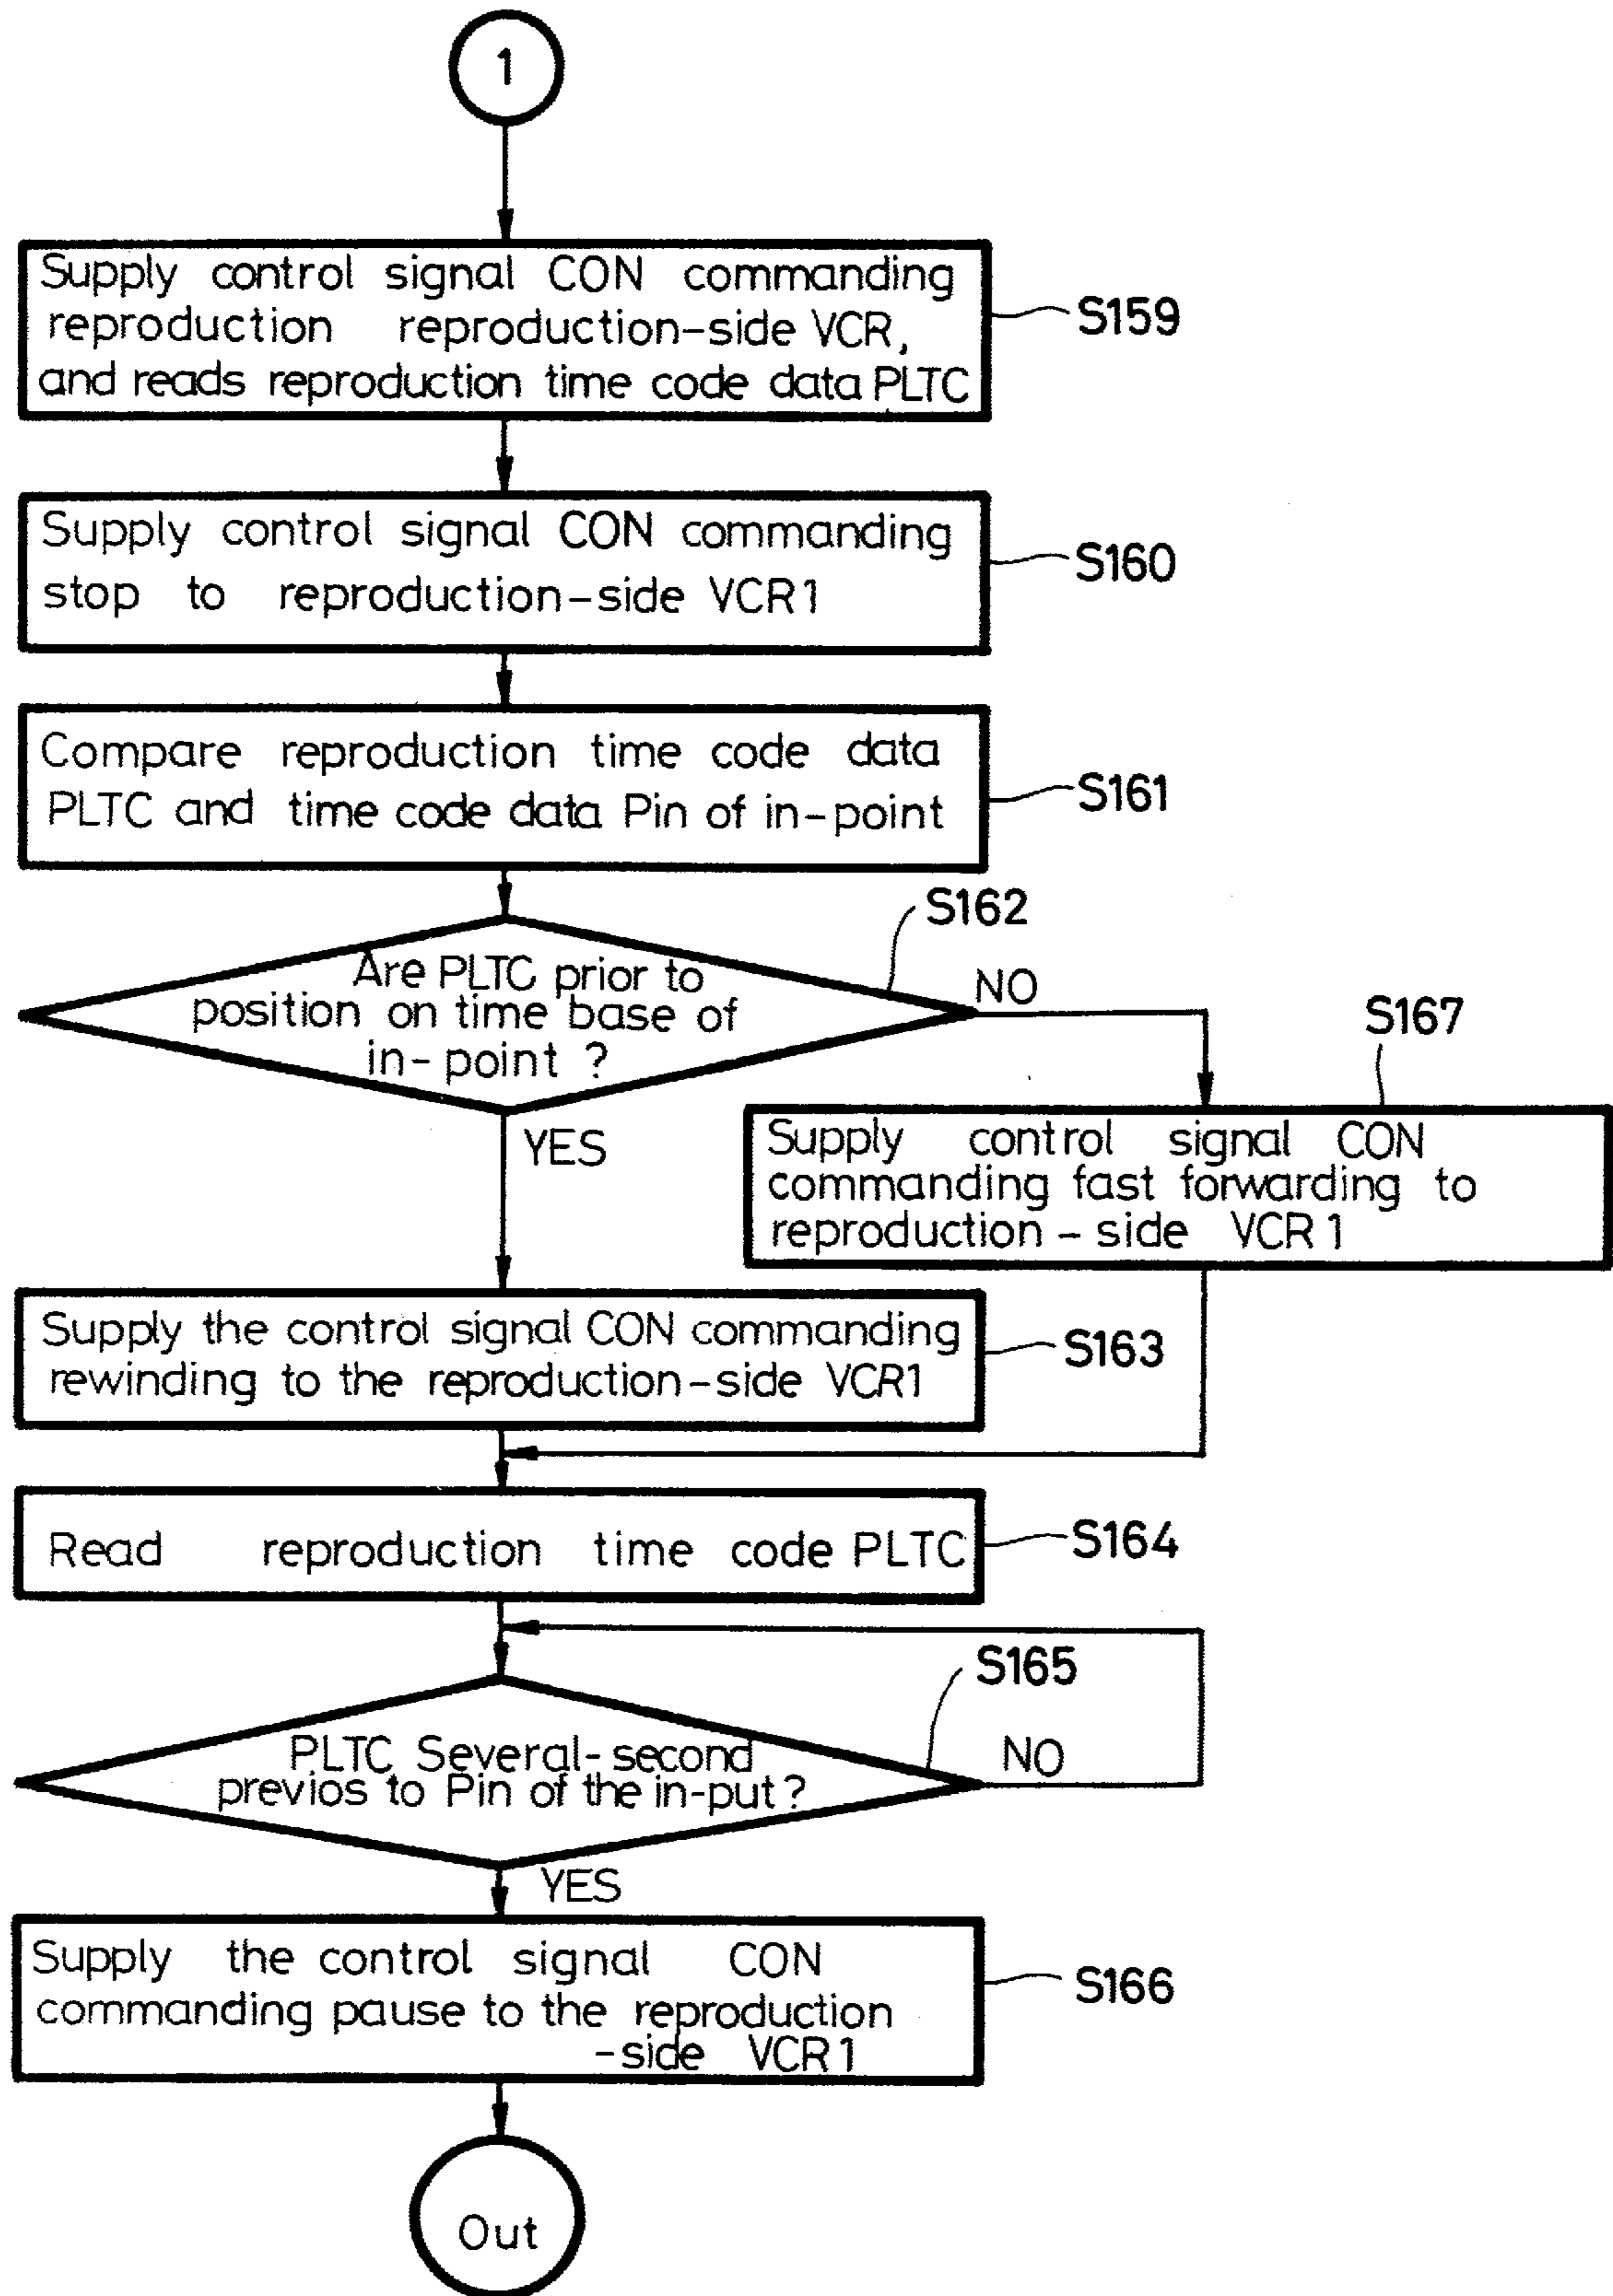 1
Supply control signal CON commanding
reproduction reproduction-side VCR,
and reads reproduction time code data PLTC
S159
Supply control signal CON commanding
stop to reproduction-side VCR1
S160
Compare reproduction time code data
PLTC and time code data Pin of in-point
S161
S162
Are PLTC prior to
position on time base of
in-point ?
NO
YES
S167
Supply control signal CON
commanding fast forwarding to
reproduction-side VCR1
Supply the control signal CON commanding
rewinding to the reproduction-side VCR1
S163
Read reproduction time code PLTC
S164
S165
PLTC Several-second
previos to Pin of the in-put?
NO
YES
Supply the control signal CON
commanding pause to the reproduction
-side VCR1
S166
Out